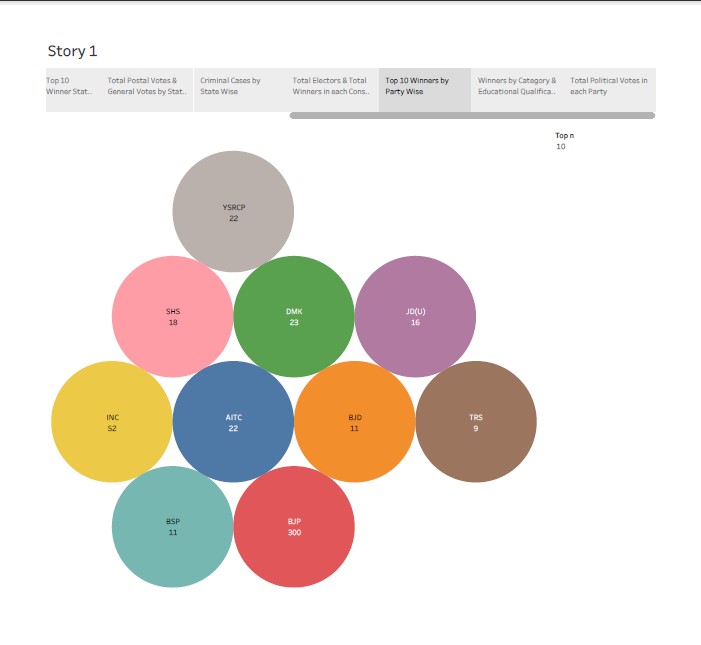 Story 1
Top 10
Winner Stat..
Total Postal Votes &
General Votes by Stat..
Criminal Cases by
State Wise
Total Electors & Total
Winners in each Cons..
Top 10 Winners by
Party Wise
Winners by Category &
Educational Qualifica..
Total Political Votes in
each Party
Top n
10
YSRCP
22
SHS
18
DMK
23
JD(U)
16
INC
52
AITC
22
BJD
11
TRS
9
BSP
11
BJP
300